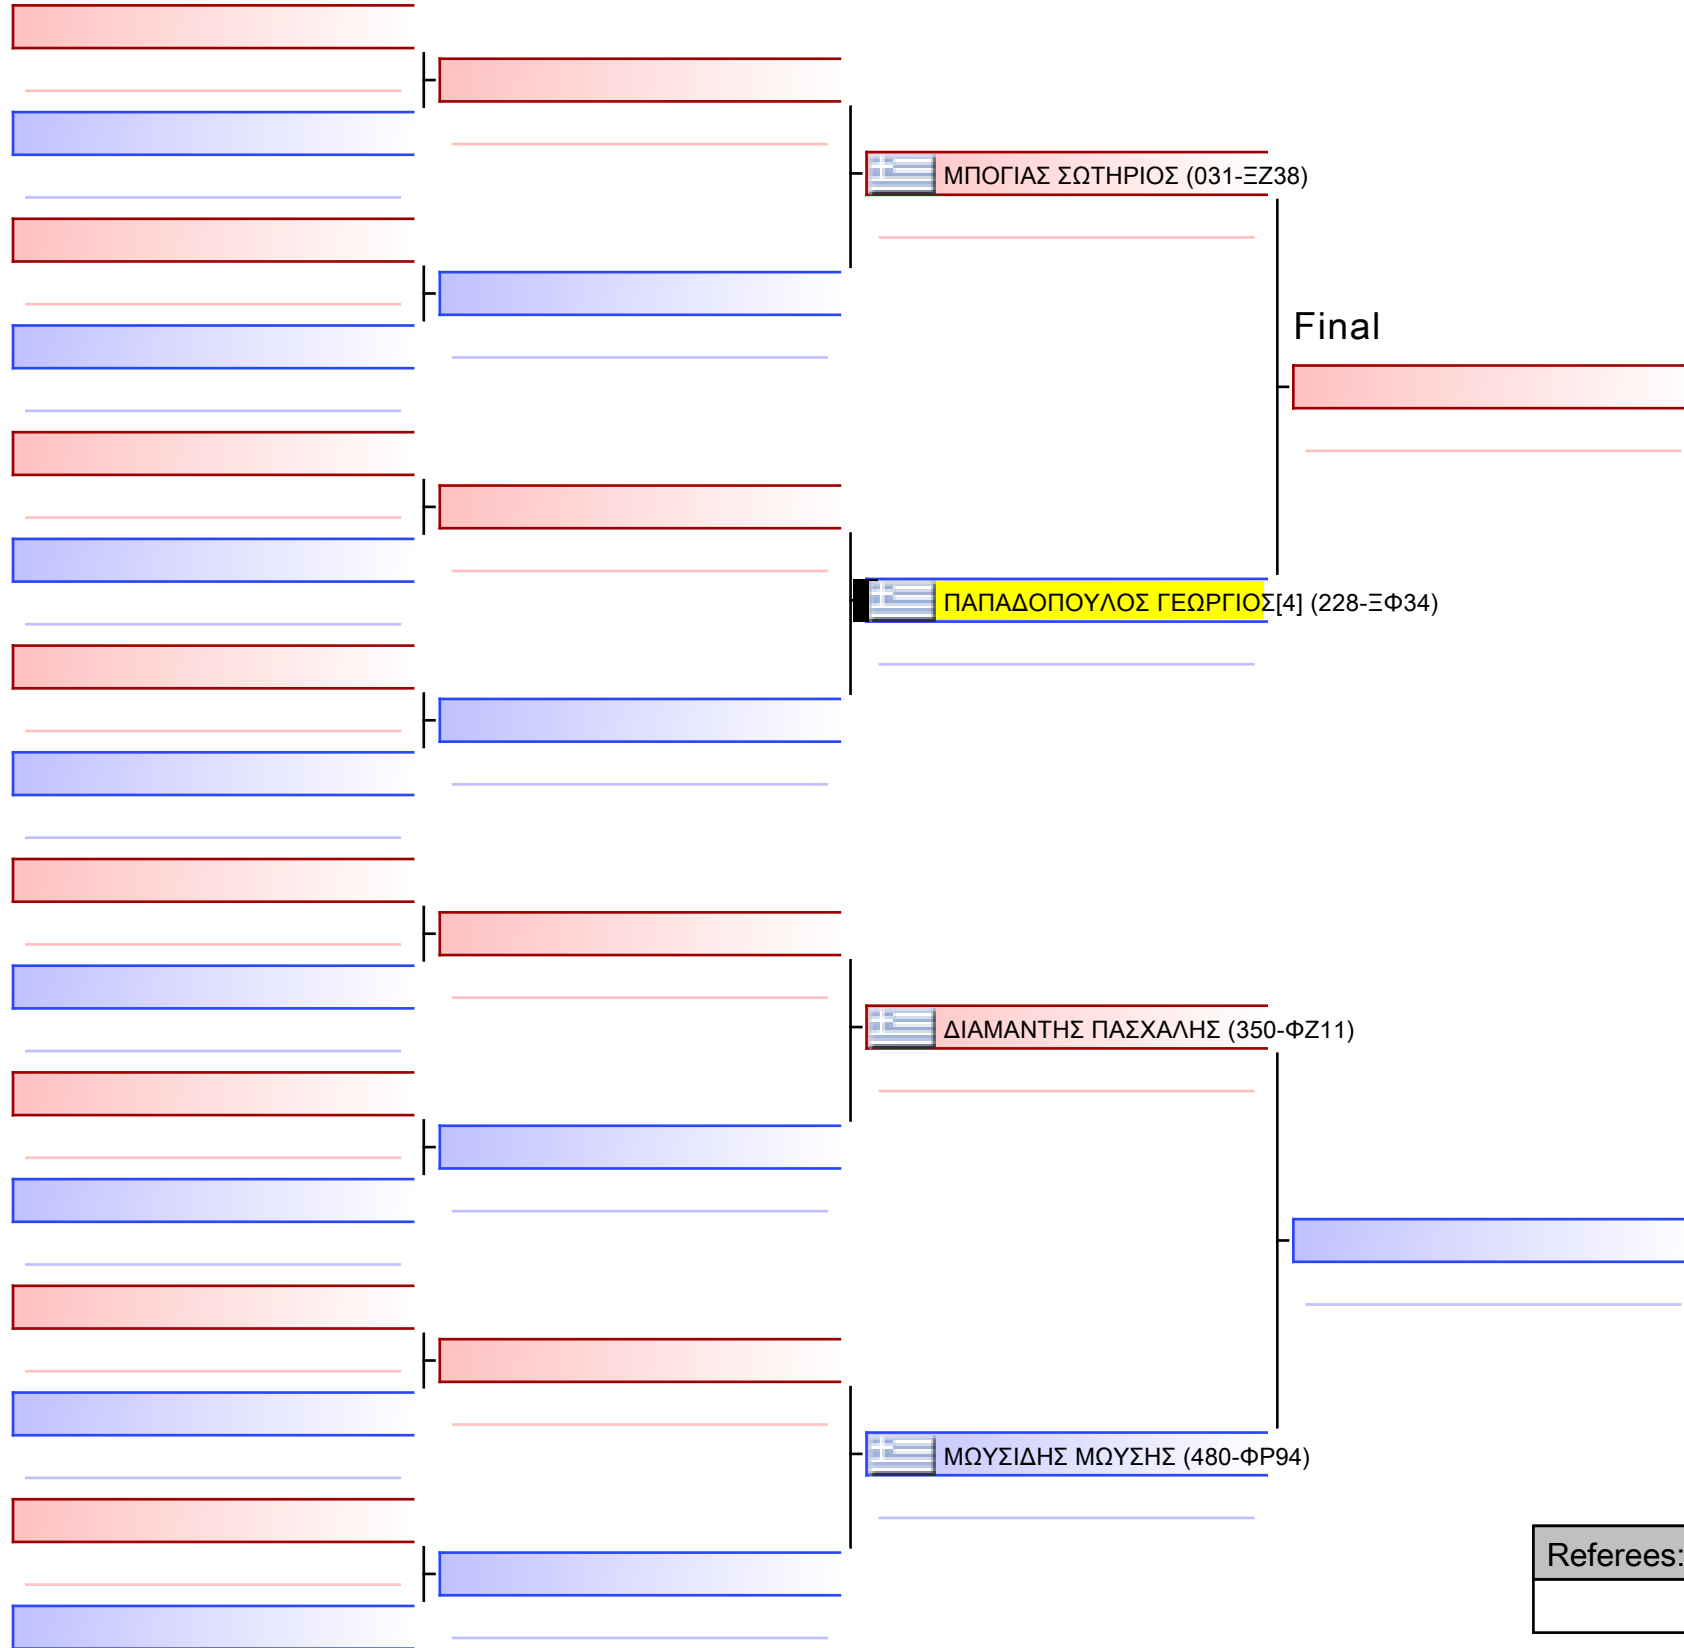 ΜΠΟΓΙΑΣ ΣΩΤΗΡΙΟΣ (031-ΞΖ38)
Final
ΠΑΠΑΔΟΠΟΥΛΟΣ ΓΕΩΡΓΙΟΣ[4] (228-ΞΦ34)
ΔΙΑΜΑΝΤΗΣ ΠΑΣΧΑΛΗΣ (350-ΦΖ11)
ΜΩΥΣΙΔΗΣ ΜΩΥΣΗΣ (480-ΦΡ94)
Referees: